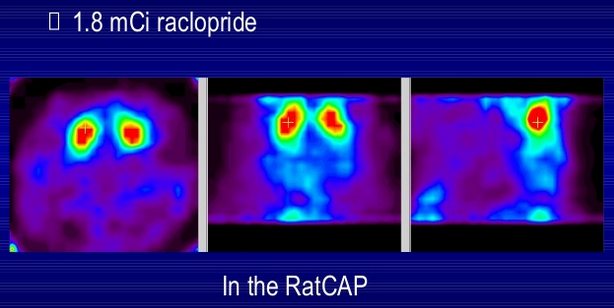 ▯ 1.8 mCi raclopride
In the RatCAP